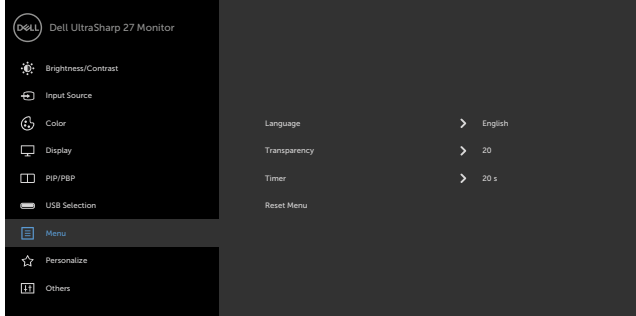 DELL Dell UltraSharp 27 Monitor
Brightness/Contrast
Input Source
Color
Display
PIP/PBP
USB Selection
Menu
Personalize
Others
Language English
Transparency 20
Timer 20 s
Reset Menu